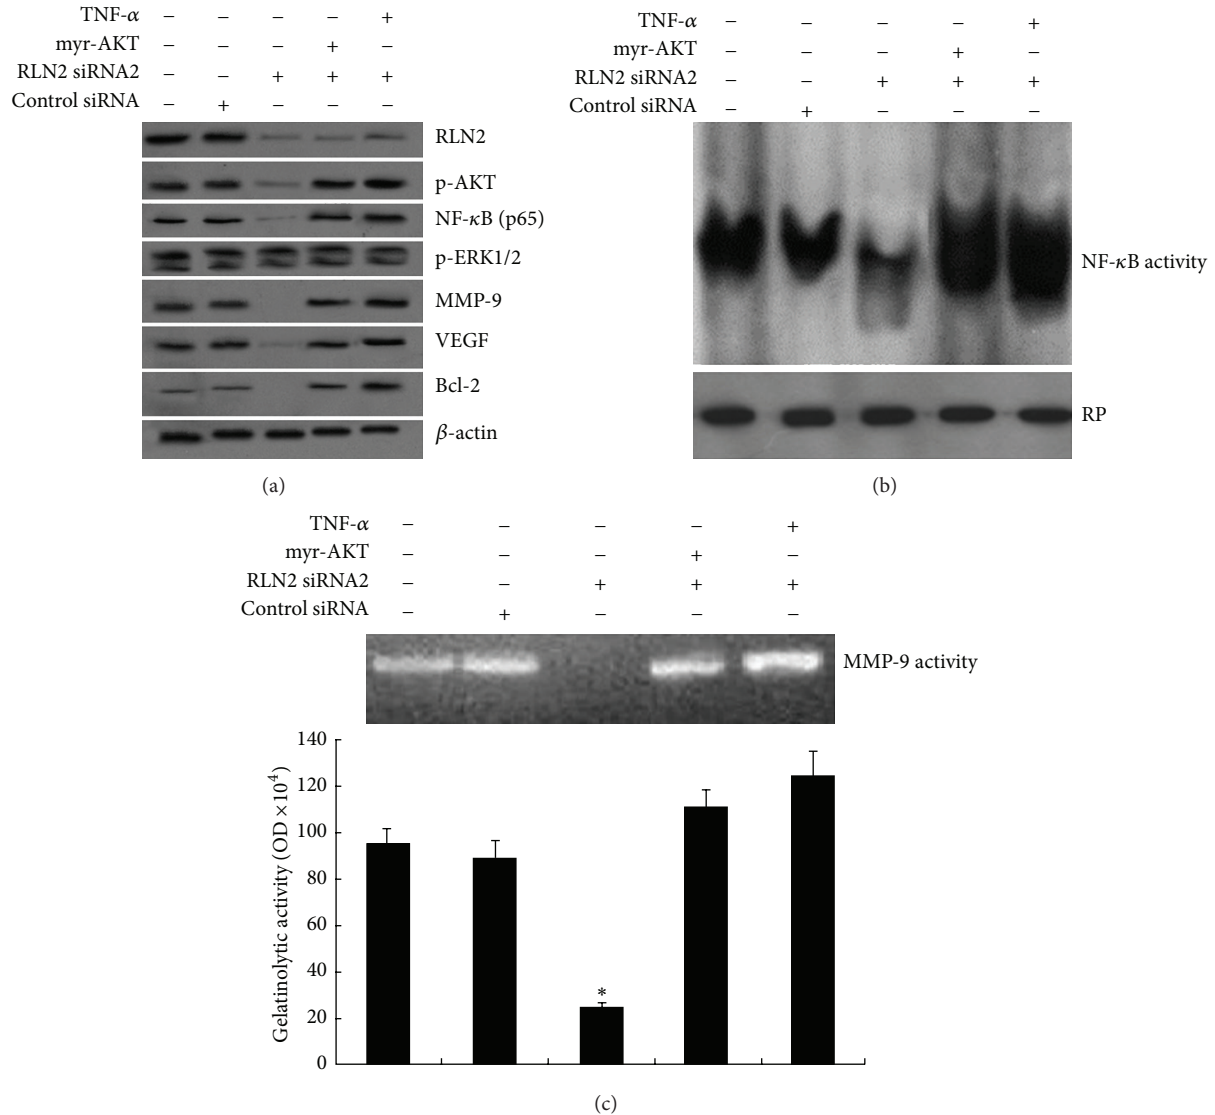 TNF-α − − − − +
myr-AKT − − − + −
RLN2 siRNA2 − − + + +
Control siRNA − + − − −
RLN2
p-AKT
NF-κB (p65)
p-ERK1/2
MMP-9
VEGF
Bcl-2
β-actin
(a)
TNF-α − − − − +
myr-AKT − − − + −
RLN2 siRNA2 − − + + +
Control siRNA − + − − −
NF-κB activity
RP
(b)
TNF-α − − − − +
myr-AKT − − − + −
RLN2 siRNA2 − − + + +
Control siRNA − + − − −
MMP-9 activity
Gelatinolytic activity (OD ×10⁴)
140
120
100
80
60
40
20
0
*
(c)